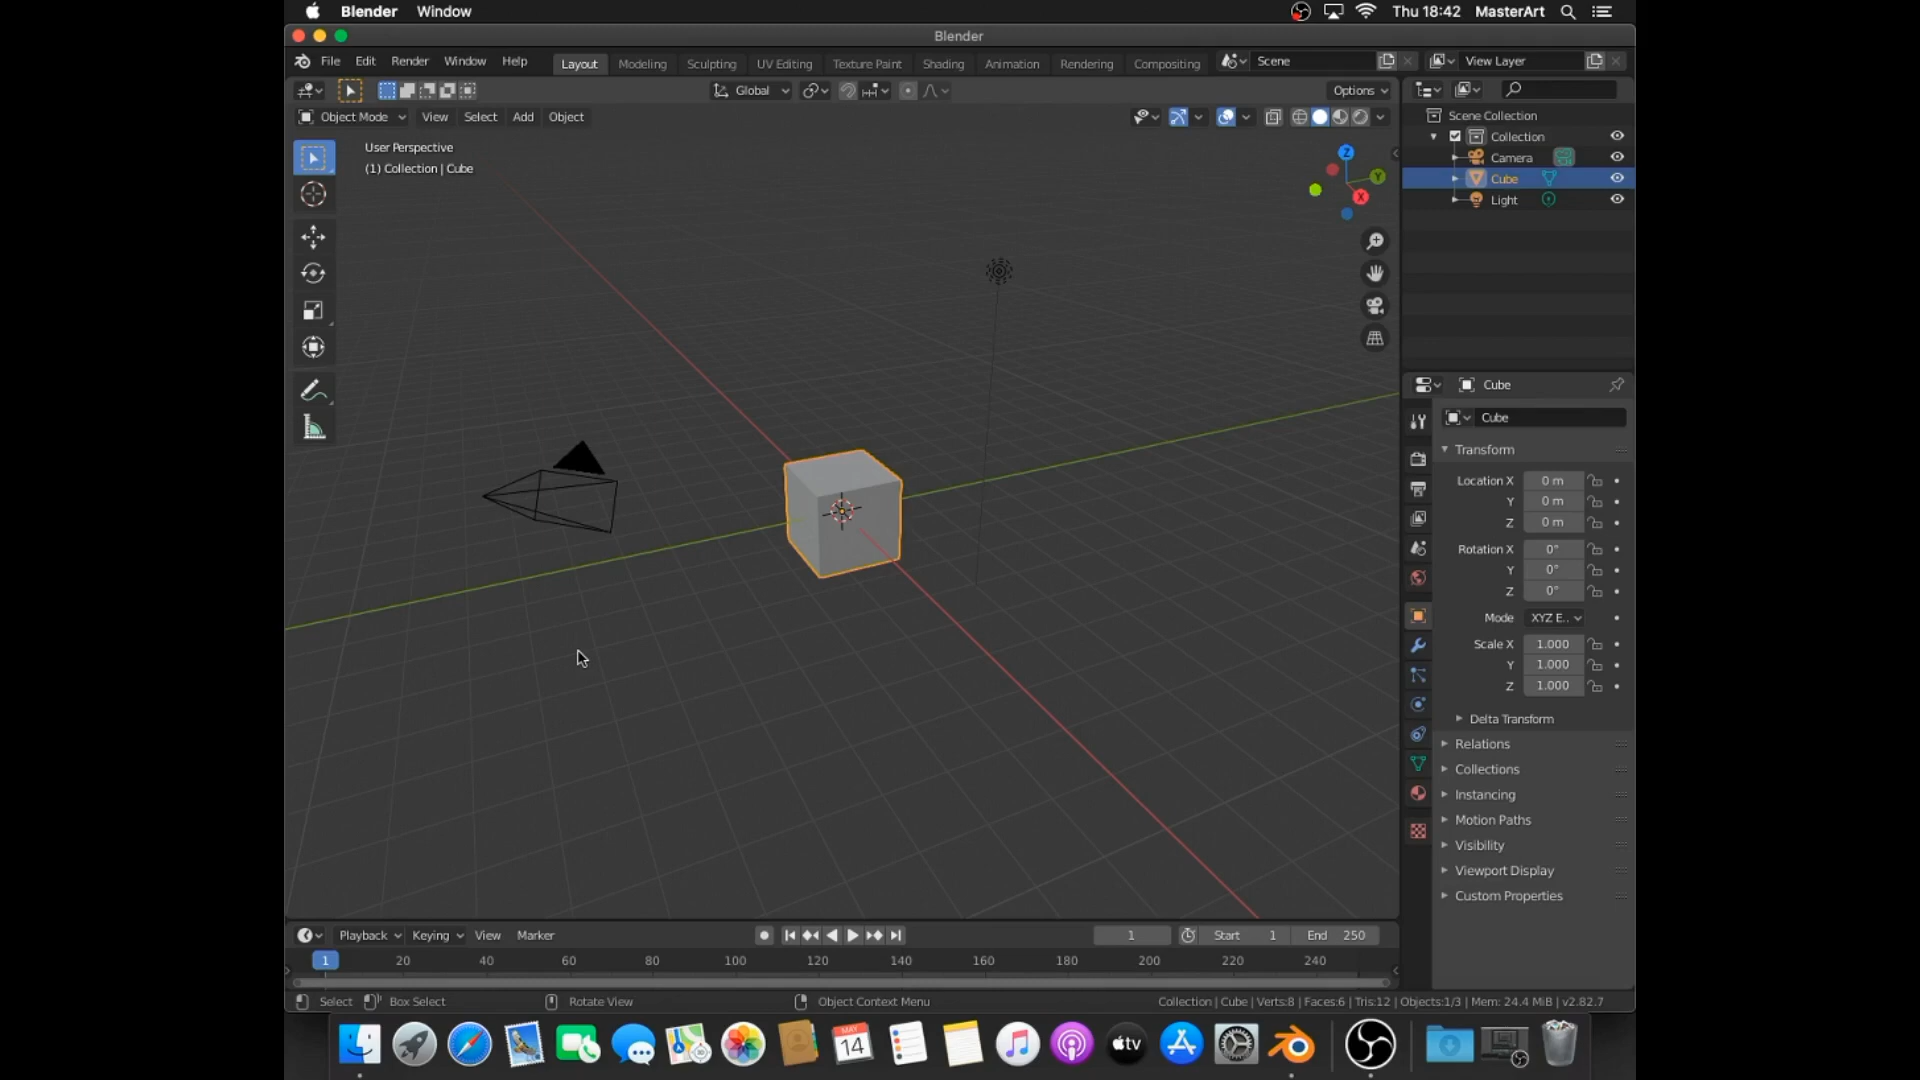 Blender Window Thu 18:42 MasterArt
Blender
File Edit Render Window Help Layout Modeling Sculpting UV Editing Texture Paint Shading Animation Rendering Compositing Scene View Layer
Global Options
Object Mode View Select Add Object
User Perspective
(1) Collection | Cube
Z
Y
X
Scene Collection
Collection
Camera
Cube
Light
Cube
Cube
Transform
Location X 0 m
Y 0 m
Z 0 m
Rotation X 0°
Y 0°
Z 0°
Mode XYZ E..
Scale X 1.000
Y 1.000
Z 1.000
Delta Transform
Relations
Collections
Instancing
Motion Paths
Visibility
Viewport Display
Custom Properties
Playback Keying View Marker 1 Start 1 End 250
1 20 40 60 80 100 120 140 160 180 200 220 240
Select Box Select Rotate View Object Context Menu Collection | Cube | Verts:8 | Faces:6 | Tris:12 | Objects:1/3 | Mem: 24.4 MiB | v2.82.7
MAY
14
tv